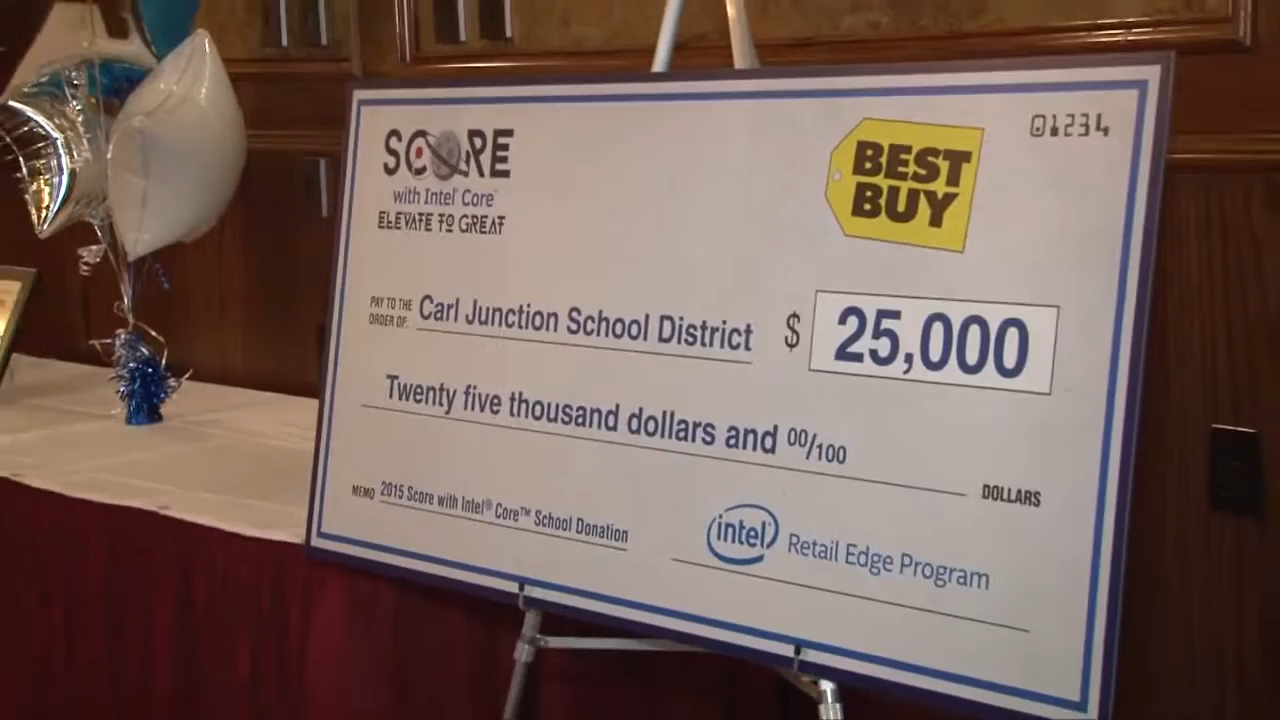 SCORE
with Intel® Core™
ELEVATE TO GREAT
BEST
BUY
01234
PAY TO THE
ORDER OF:
Carl Junction School District
$ 25,000
Twenty five thousand dollars and 00/100
DOLLARS
MEMO 2015 Score with Intel® Core™ School Donation
intel Retail Edge Program